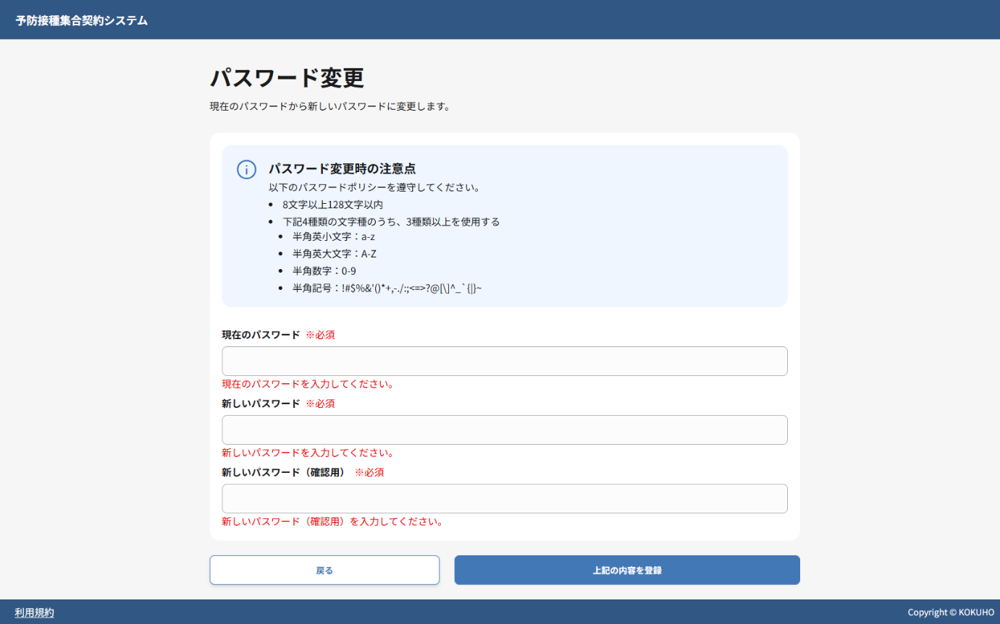 予防接種集合契約システム
パスワード変更
現在のパスワードから新しいパスワードに変更します。
パスワード変更時の注意点
以下のパスワードポリシーを遵守してください。
• 8文字以上128文字以内
• 下記4種類の文字種のうち、3種類以上を使用する
• 半角英小文字：a-z
• 半角英大文字：A-Z
• 半角数字：0-9
• 半角記号：!#$%&'()*+,-./:;<=>?@[\]^_`{|}~
現在のパスワード ※必須
現在のパスワードを入力してください。
新しいパスワード ※必須
新しいパスワードを入力してください。
新しいパスワード（確認用） ※必須
新しいパスワード（確認用）を入力してください。
戻る
上記の内容を登録
利用規約
Copyright © KOKUHO